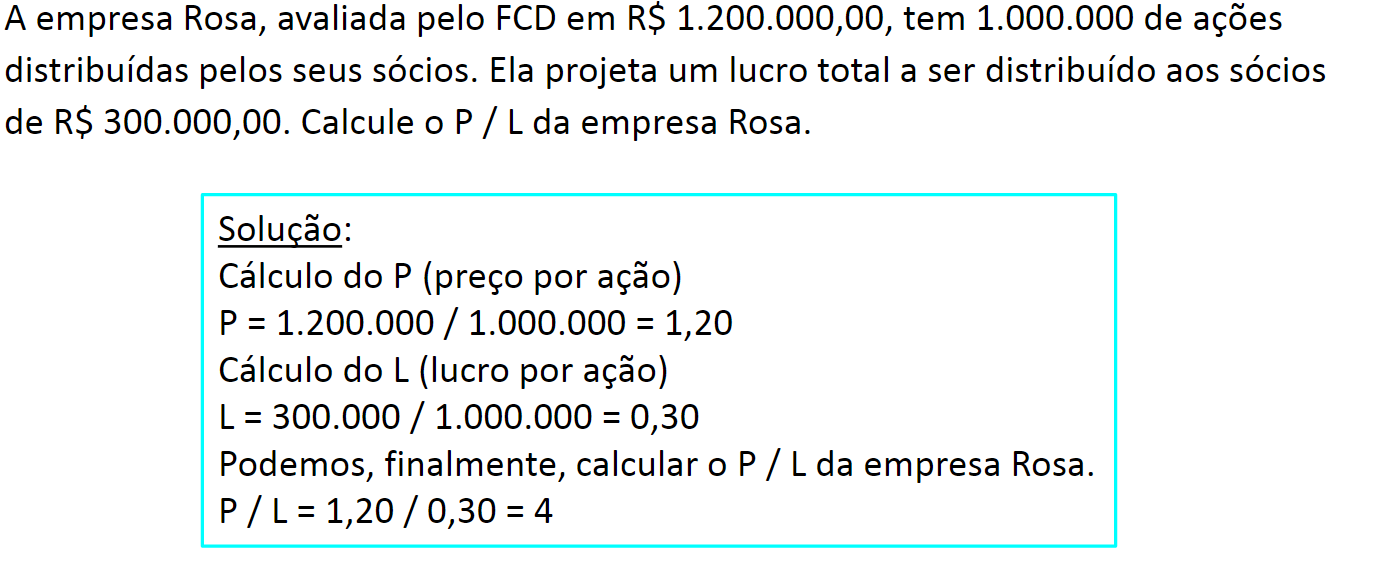 A empresa Rosa, avaliada pelo FCD em R$ 1.200.000,00, tem 1.000.000 de ações
distribuídas pelos seus sócios. Ela projeta um lucro total a ser distribuído aos sócios
de R$ 300.000,00. Calcule o P / L da empresa Rosa.
Solução:
Cálculo do P (preço por ação)
P = 1.200.000 / 1.000.000 = 1,20
Cálculo do L (lucro por ação)
L = 300.000 / 1.000.000 = 0,30
Podemos, finalmente, calcular o P / L da empresa Rosa.
P / L = 1,20 / 0,30 = 4